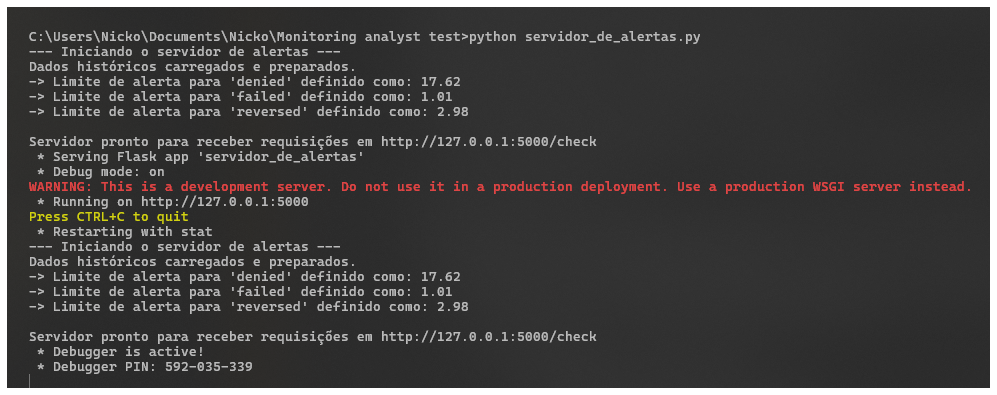 C:\Users\Nicko\Documents\Nicko\Monitoring analyst test>python servidor_de_alertas.py
--- Iniciando o servidor de alertas ---
Dados históricos carregados e preparados.
-> Limite de alerta para 'denied' definido como: 17.62
-> Limite de alerta para 'failed' definido como: 1.01
-> Limite de alerta para 'reversed' definido como: 2.98
Servidor pronto para receber requisições em http://127.0.0.1:5000/check
* Serving Flask app 'servidor_de_alertas'
* Debug mode: on
WARNING: This is a development server. Do not use it in a production deployment. Use a production WSGI server instead.
* Running on http://127.0.0.1:5000
Press CTRL+C to quit
* Restarting with stat
--- Iniciando o servidor de alertas ---
Dados históricos carregados e preparados.
-> Limite de alerta para 'denied' definido como: 17.62
-> Limite de alerta para 'failed' definido como: 1.01
-> Limite de alerta para 'reversed' definido como: 2.98
Servidor pronto para receber requisições em http://127.0.0.1:5000/check
* Debugger is active!
* Debugger PIN: 592-035-339